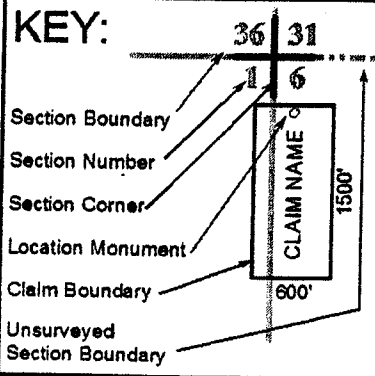 KEY:
36 31
1 6
Section Boundary
Section Number
Section Corner
Location Monument
Claim Boundary
Unsurveyed
Section Boundary
CLAIM NAME
1500'
600'